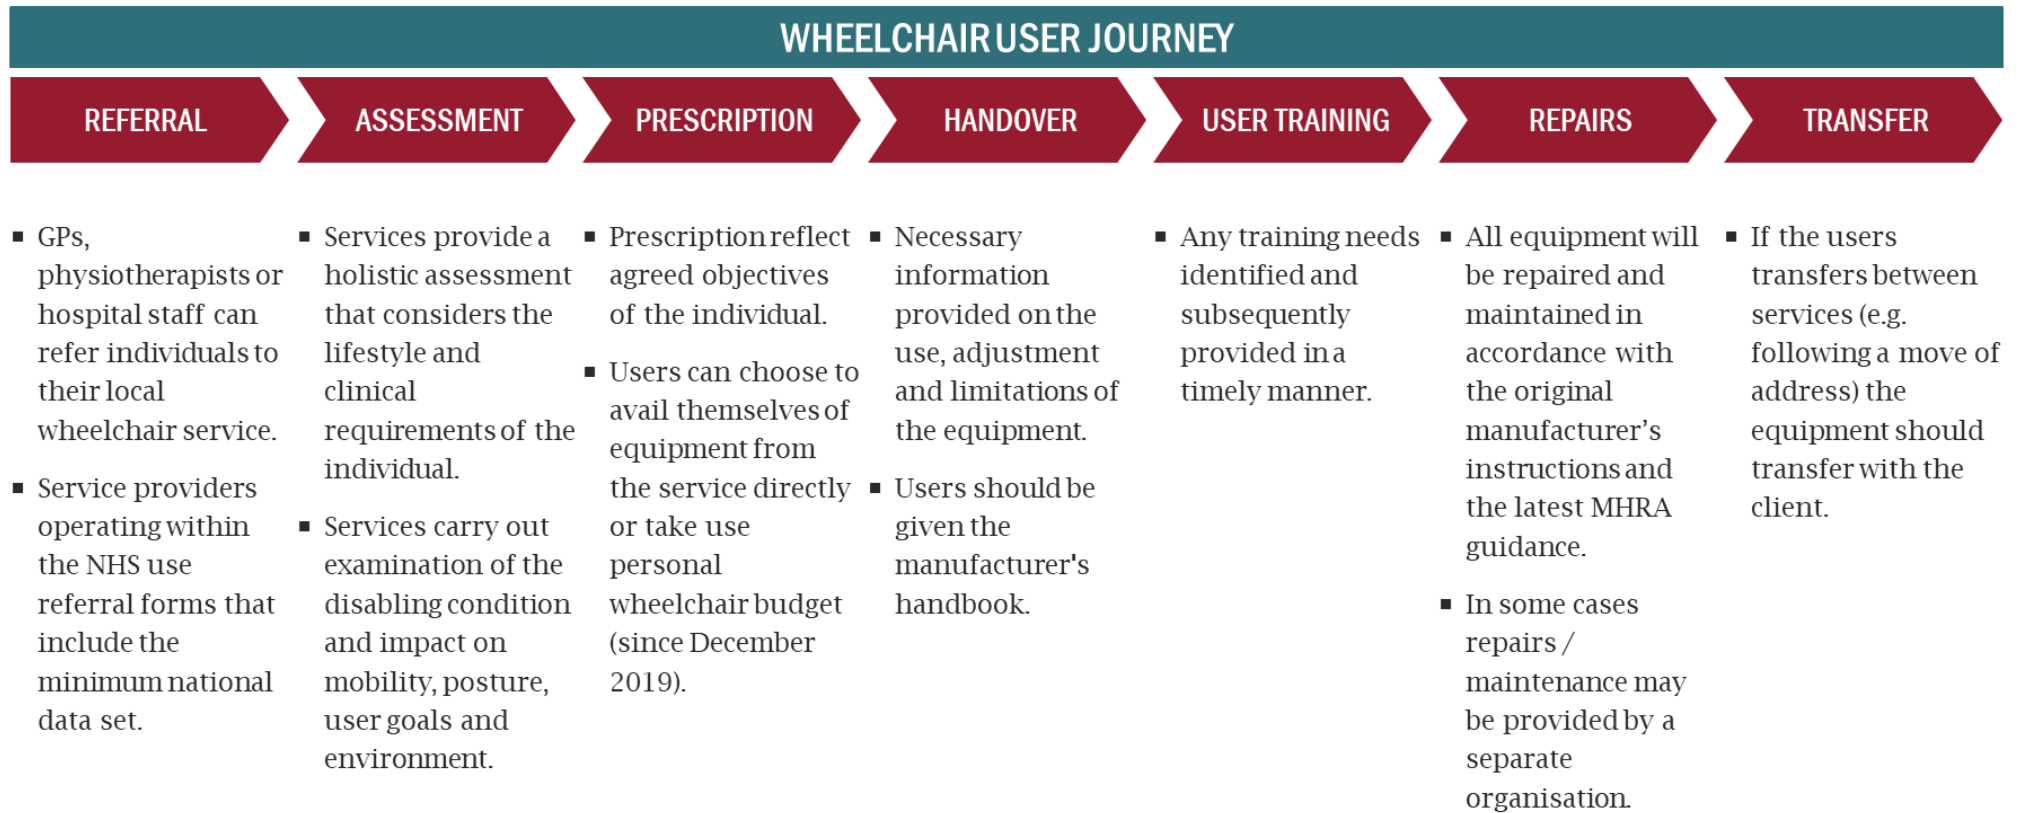 WHEELCHAIR USER JOURNEY
REFERRAL
ASSESSMENT
PRESCRIPTION
HANDOVER
USER TRAINING
REPAIRS
TRANSFER
▪ GPs,
physiotherapists or
hospital staff can
refer individuals to
their local
wheelchair service.
▪ Service providers
operating within
the NHS use
referral forms that
include the
minimum national
data set.
▪ Services provide a
holistic assessment
that considers the
lifestyle and
clinical
requirements of the
individual.
▪ Services carry out
examination of the
disabling condition
and impact on
mobility, posture,
user goals and
environment.
▪ Prescription reflect
agreed objectives
of the individual.
▪ Users can choose to
avail themselves of
equipment from
the service directly
or take use
personal
wheelchair budget
(since December
2019).
▪ Necessary
information
provided on the
use, adjustment
and limitations of
the equipment.
▪ Users should be
given the
manufacturer's
handbook.
▪ Any training needs
identified and
subsequently
provided in a
timely manner.
▪ All equipment will
be repaired and
maintained in
accordance with
the original
manufacturer’s
instructions and
the latest MHRA
guidance.
▪ In some cases
repairs /
maintenance may
be provided by a
separate
organisation.
▪ If the users
transfers between
services (e.g.
following a move of
address) the
equipment should
transfer with the
client.